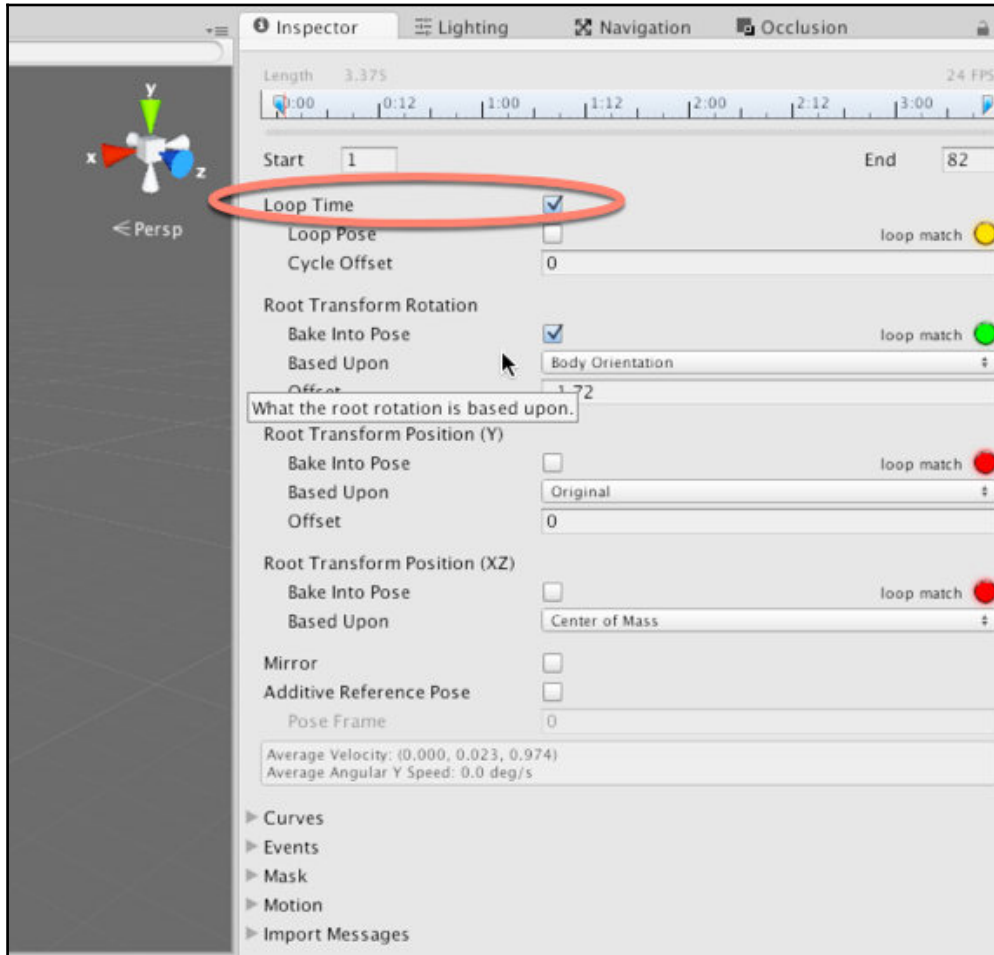 Inspector Lighting Navigation Occlusion
Length 3.375 24 FPS
0:00 0:12 1:00 1:12 2:00 2:12 3:00
y
x
z
Persp
Start 1 End 82
Loop Time
Loop Pose loop match
Cycle Offset 0
Root Transform Rotation
Bake Into Pose loop match
Based Upon Body Orientation
Offset -1.72
What the root rotation is based upon.
Root Transform Position (Y)
Bake Into Pose loop match
Based Upon Original
Offset 0
Root Transform Position (XZ)
Bake Into Pose loop match
Based Upon Center of Mass
Mirror
Additive Reference Pose
Pose Frame 0
Average Velocity: (0.000, 0.023, 0.974)
Average Angular Y Speed: 0.0 deg/s
Curves
Events
Mask
Motion
Import Messages